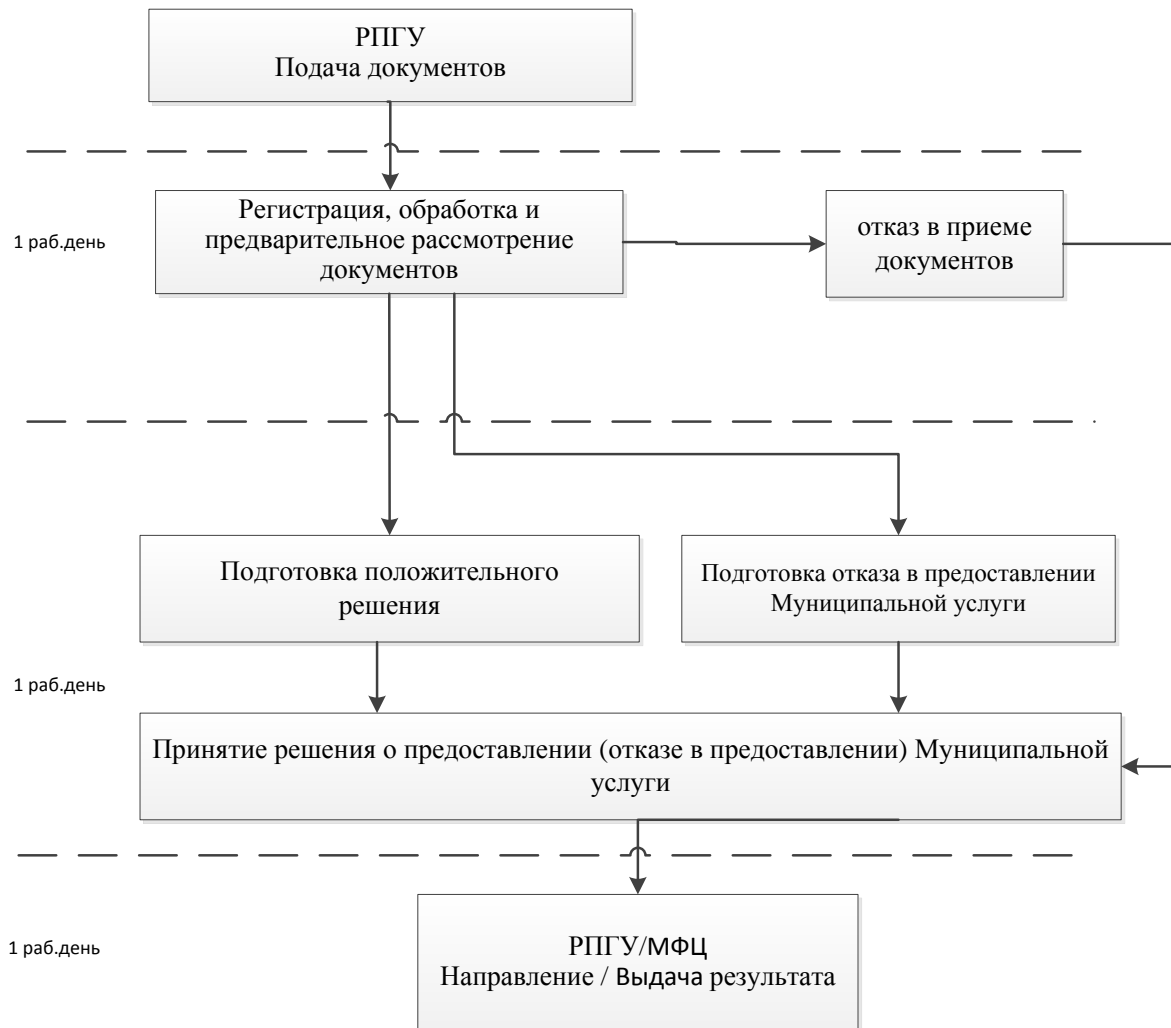 РПГУ
Подача документов
1 раб.день
Регистрация, обработка и
предварительное рассмотрение
документов
отказ в приеме
документов
Подготовка положительного
решения
Подготовка отказа в предоставлении
Муниципальной услуги
1 раб.день
Принятие решения о предоставлении (отказе в предоставлении) Муниципальной
услуги
1 раб.день
РПГУ/МФЦ
Направление / Выдача результата